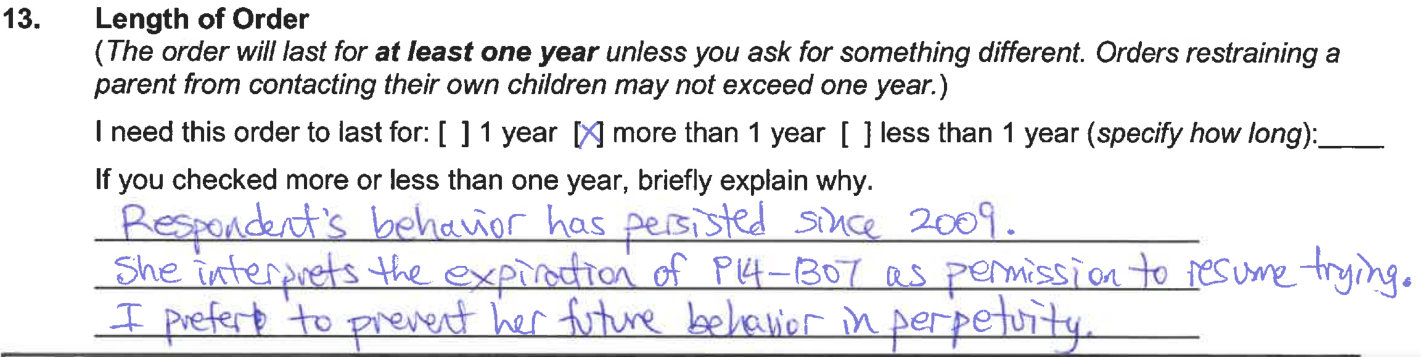 13. Length of Order
(The order will last for at least one year unless you ask for something different. Orders restraining a
parent from contacting their own children may not exceed one year.)
I need this order to last for: [ ] 1 year [X] more than 1 year [ ] less than 1 year (specify how long):____
If you checked more or less than one year, briefly explain why.
Respondent's behavior has persisted since 2009.
She interprets the expiration of P14-1307 as permission to resume trying.
I prefer to prevent her future behavior in perpetuity.